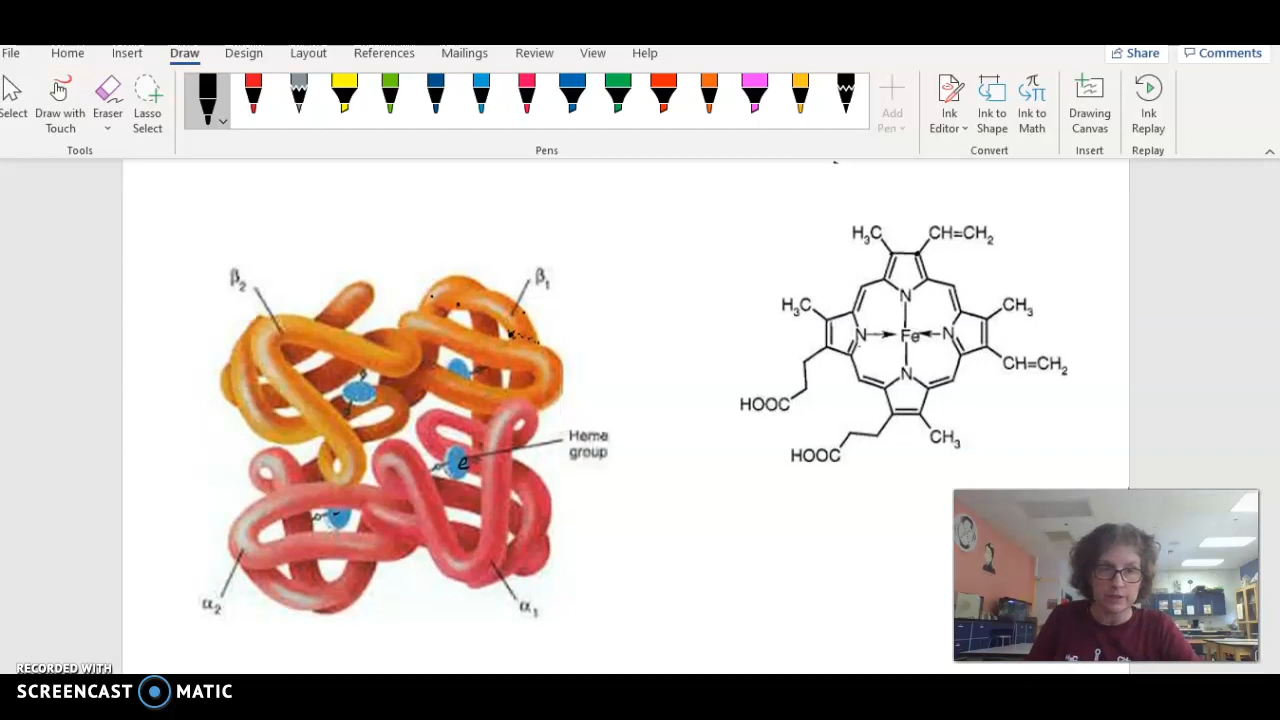 File Home Insert Draw Design Layout References Mailings Review View Help Share Comments
Select Draw with Touch Eraser Lasso Select Add Pen Ink Editor Ink to Shape Ink to Math Drawing Canvas Ink Replay
Tools Pens Convert Insert Replay
H₃C CH=CH₂
β₂ β₁
H₃C N CH₃
N Fe N
N CH=CH₂
HOOC
CH₃
HOOC
Heme
group
e
α₂ α₁
RECORDED WITH
SCREENCAST MATIC